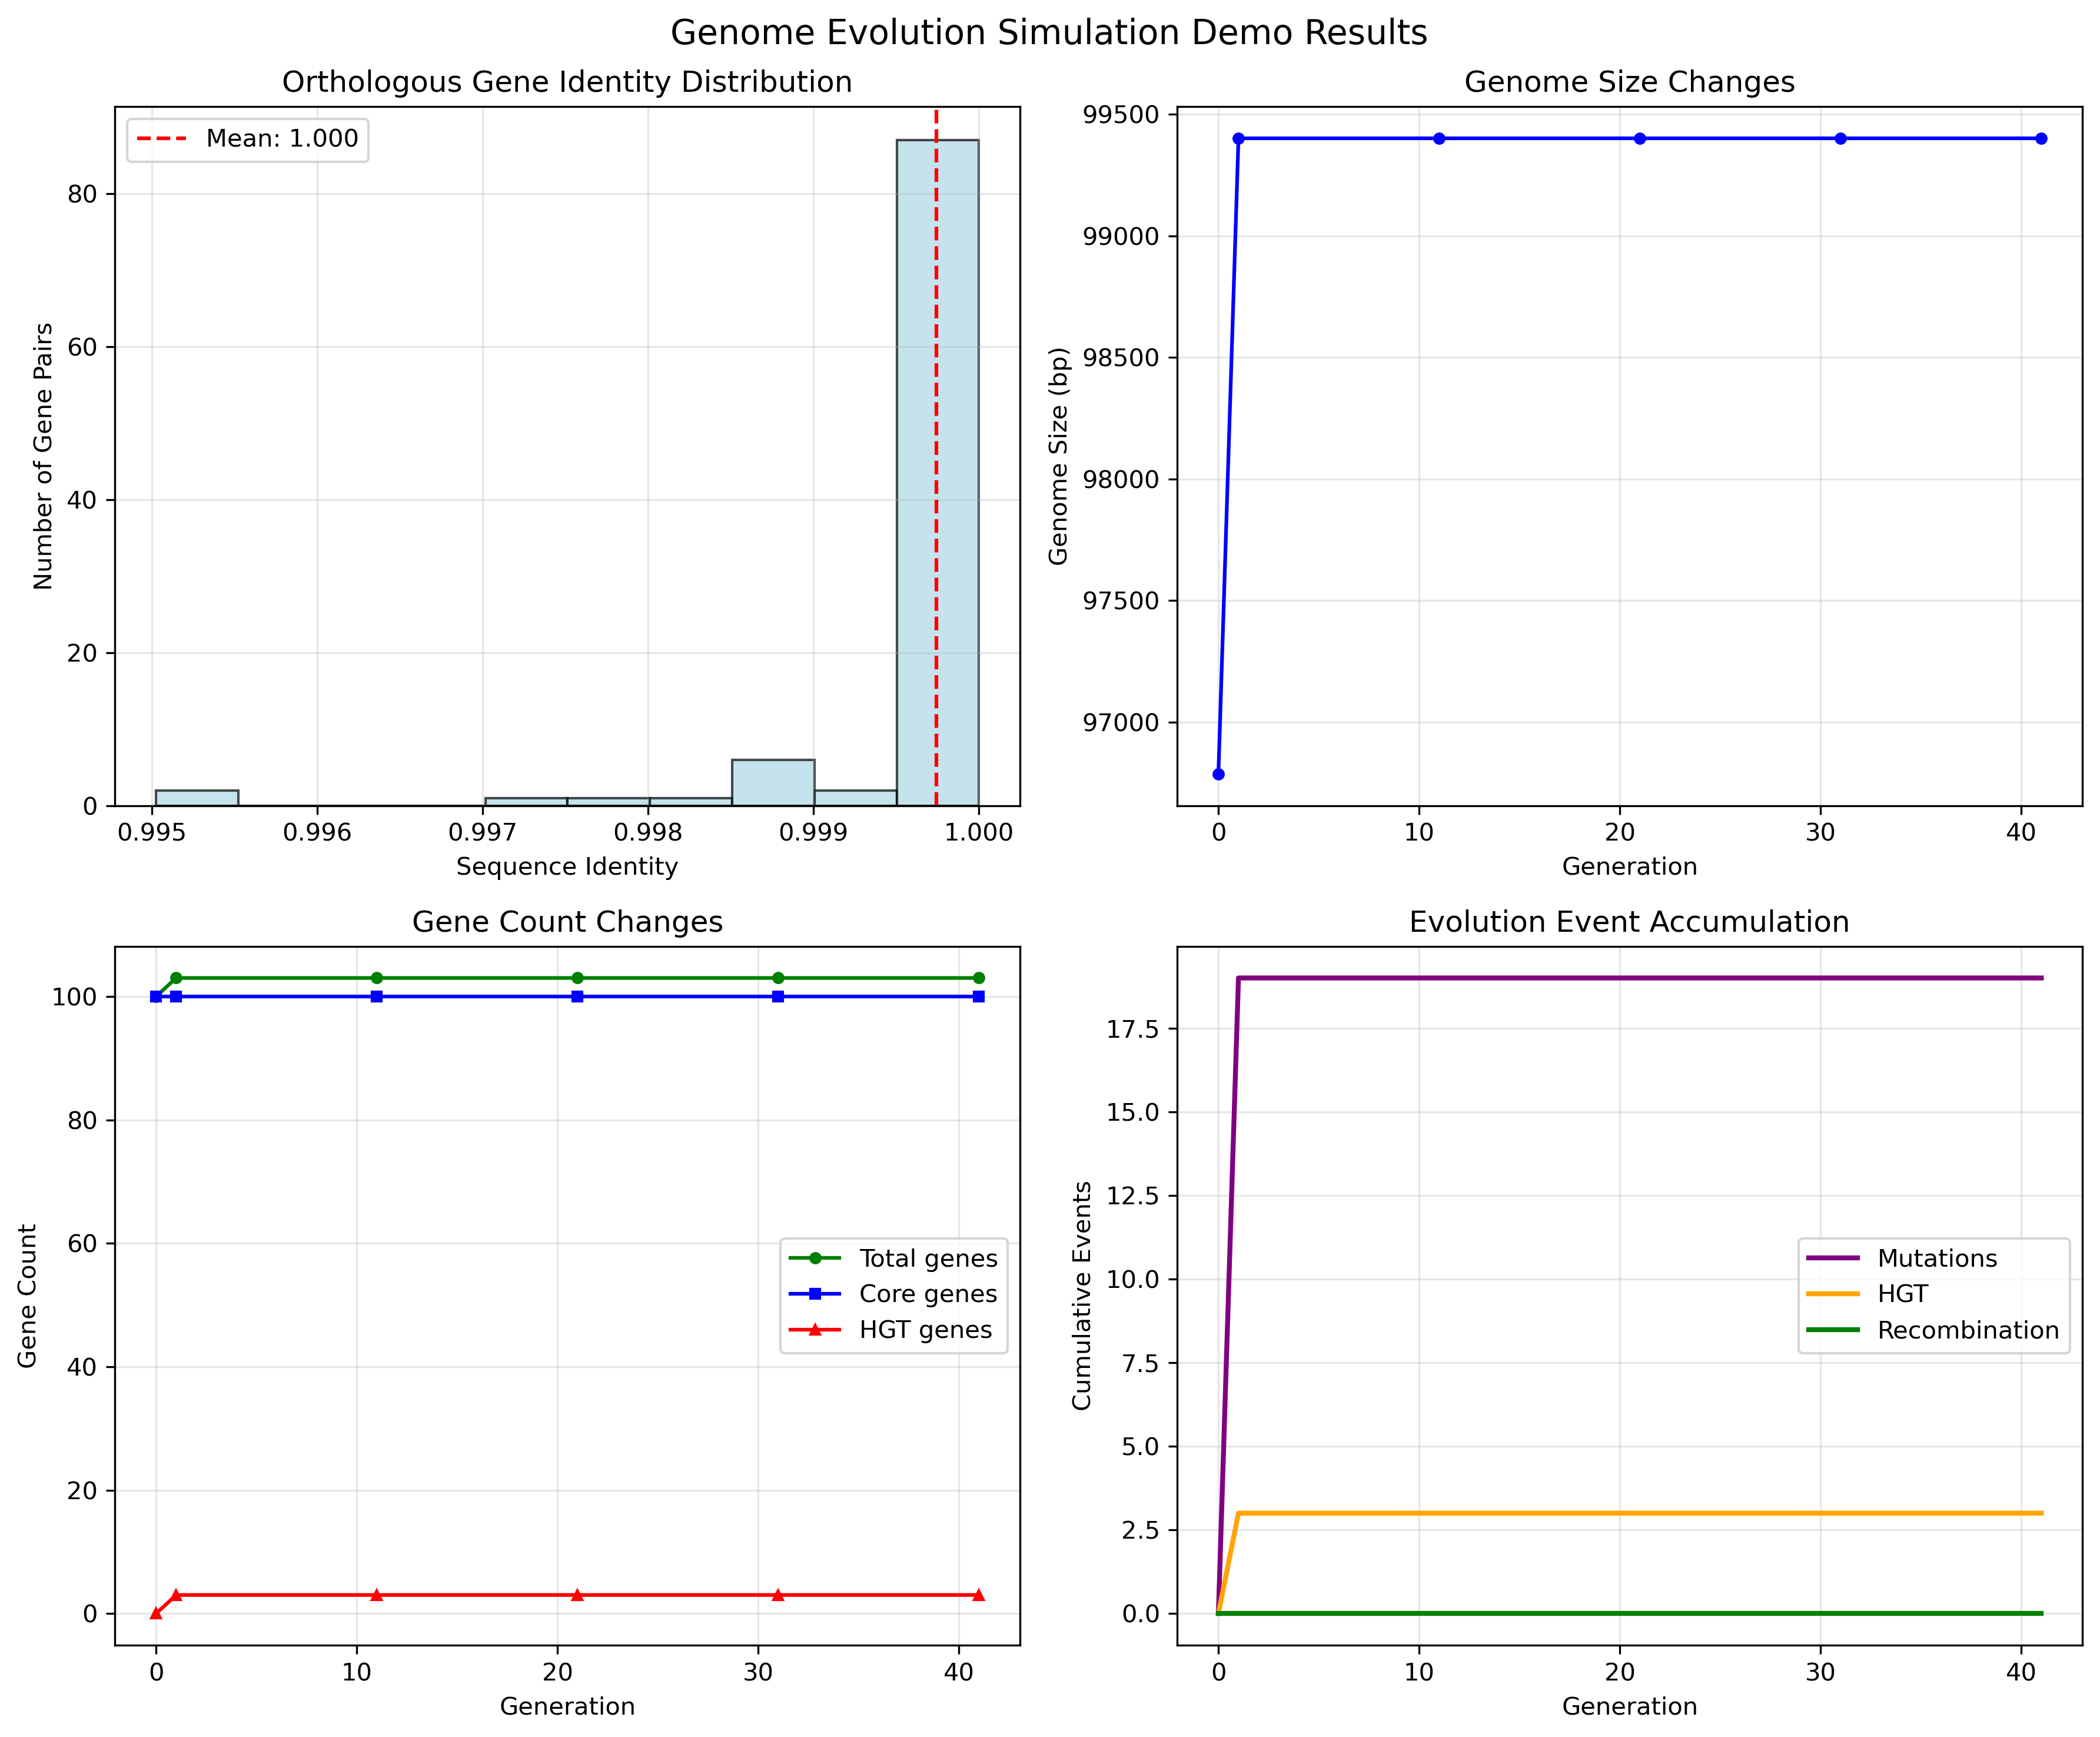 Genome Evolution Simulation Demo Results
Orthologous Gene Identity Distribution
Mean: 1.000
Number of Gene Pairs
80
60
40
20
0
0.995 0.996 0.997 0.998 0.999 1.000
Sequence Identity
Genome Size Changes
Genome Size (bp)
99500
99000
98500
98000
97500
97000
0 10 20 30 40
Generation
Gene Count Changes
Gene Count
100
80
60
40
20
0
Total genes
Core genes
HGT genes
0 10 20 30 40
Generation
Evolution Event Accumulation
Cumulative Events
17.5
15.0
12.5
10.0
7.5
5.0
2.5
0.0
Mutations
HGT
Recombination
0 10 20 30 40
Generation